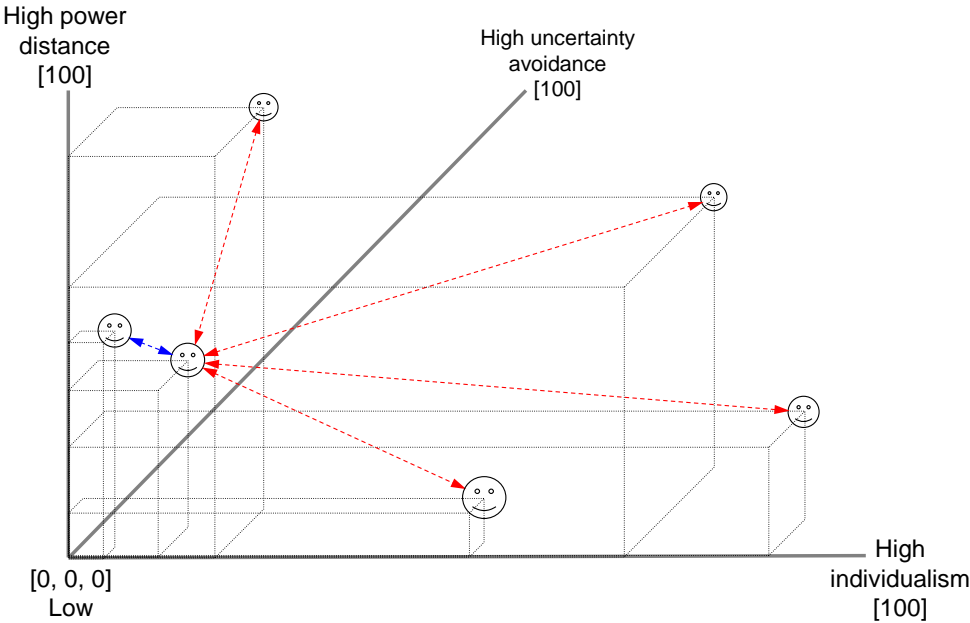 High power
distance
[100]
High uncertainty
avoidance
[100]
[0, 0, 0]
Low
High
individualism
[100]